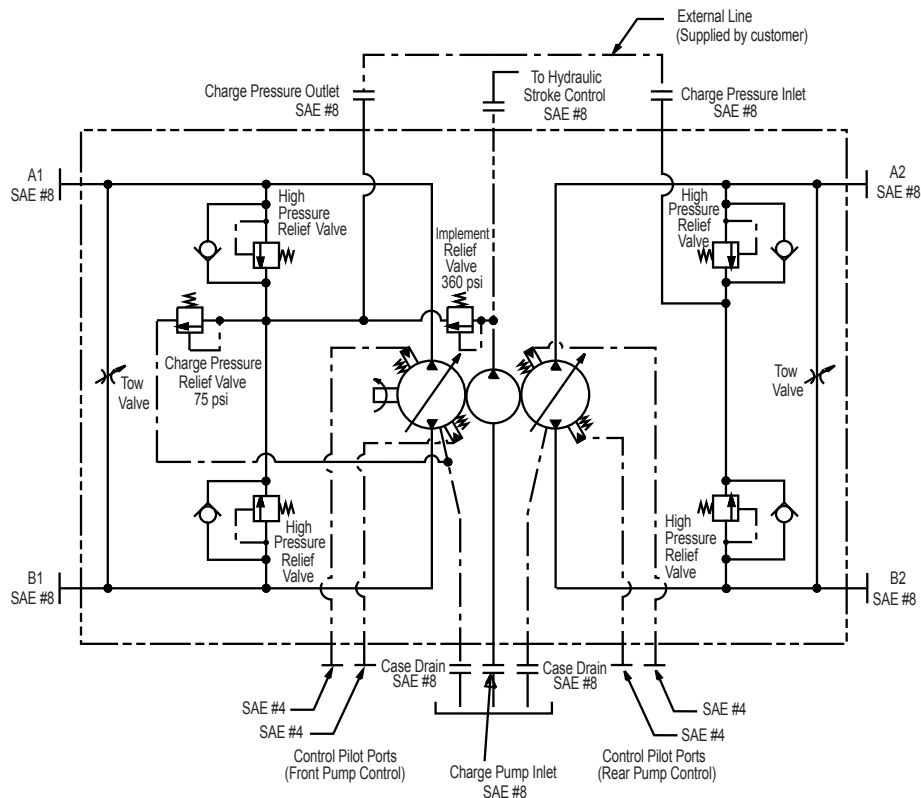 External Line
(Supplied by customer)
Charge Pressure Outlet
SAE #8
To Hydraulic
Stroke Control
SAE #8
Charge Pressure Inlet
SAE #8
A1
SAE #8
A2
SAE #8
High
Pressure
Relief Valve
High
Pressure
Relief
Valve
Implement
Relief
Valve
360 psi
Charge Pressure
Relief Valve
75 psi
Tow
Valve
Tow
Valve
High
Pressure
Relief
Valve
High
Pressure
Relief
Valve
B1
SAE #8
B2
SAE #8
Case Drain
SAE #8
Case Drain
SAE #8
SAE #4
SAE #4
SAE #4
SAE #4
Control Pilot Ports
(Front Pump Control)
Charge Pump Inlet
SAE #8
Control Pilot Ports
(Rear Pump Control)